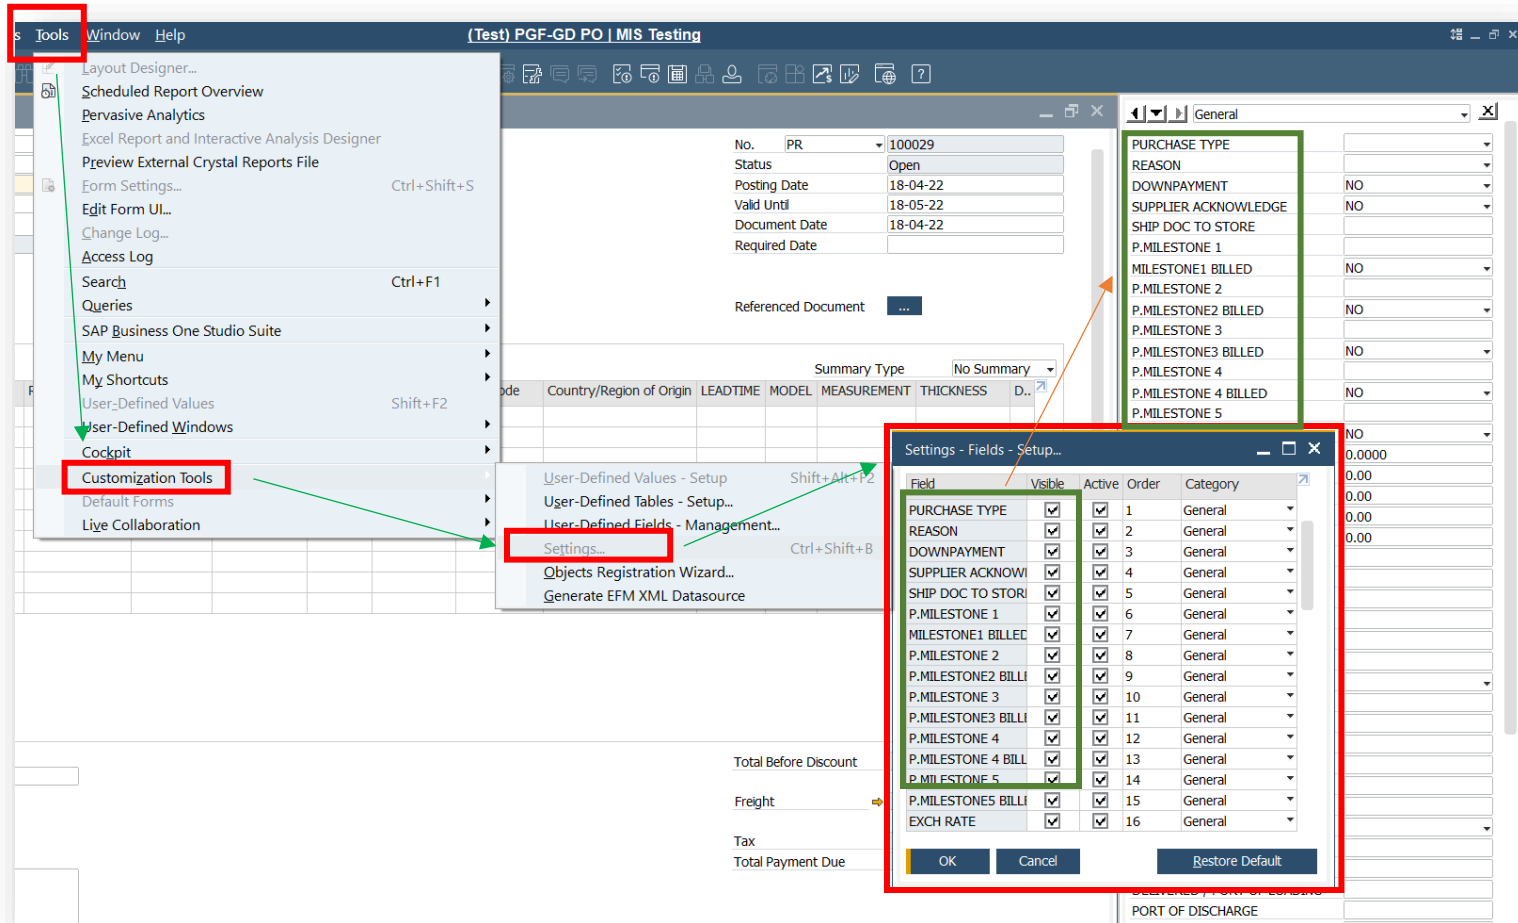 s Tools Window Help (Test) PGF-GD PO | MIS Testing
Layout Designer...
Scheduled Report Overview
Pervasive Analytics
Excel Report and Interactive Analysis Designer
Preview External Crystal Reports File
Form Settings... Ctrl+Shift+S
Edit Form UI...
Change Log...
Access Log
Search Ctrl+F1
Queries
SAP Business One Studio Suite
My Menu
My Shortcuts
User-Defined Values Shift+F2
User-Defined Windows
Cockpit
Customization Tools
Default Forms
Live Collaboration
User-Defined Values - Setup Shift+Alt+F2
User-Defined Tables - Setup...
User-Defined Fields - Management...
Settings... Ctrl+Shift+B
Objects Registration Wizard...
Generate EFM XML Datasource
No. PR 100029
Status Open
Posting Date 18-04-22
Valid Until 18-05-22
Document Date 18-04-22
Required Date
Referenced Document ...
Summary Type No Summary
ode Country/Region of Origin LEADTIME MODEL MEASUREMENT THICKNESS D..
Total Before Discount
Freight
Tax
Total Payment Due
General X
PURCHASE TYPE
REASON
DOWNPAYMENT NO
SUPPLIER ACKNOWLEDGE NO
SHIP DOC TO STORE
P.MILESTONE 1
MILESTONE1 BILLED NO
P.MILESTONE 2
P.MILESTONE2 BILLED NO
P.MILESTONE 3
P.MILESTONE3 BILLED NO
P.MILESTONE 4
P.MILESTONE 4 BILLED NO
P.MILESTONE 5
NO
0.0000
0.00
0.00
0.00
0.00
Settings - Fields - Setup...
Field Visible Active Order Category
PURCHASE TYPE 1 General
REASON 2 General
DOWNPAYMENT 3 General
SUPPLIER ACKNOWI 4 General
SHIP DOC TO STORI 5 General
P.MILESTONE 1 6 General
MILESTONE1 BILLED 7 General
P.MILESTONE 2 8 General
P.MILESTONE2 BILLI 9 General
P.MILESTONE 3 10 General
P.MILESTONE3 BILLI 11 General
P.MILESTONE 4 12 General
P.MILESTONE 4 BILL 13 General
P.MILESTONE 5 14 General
P.MILESTONE5 BILLI 15 General
EXCH RATE 16 General
OK Cancel Restore Default
PORT OF DISCHARGE